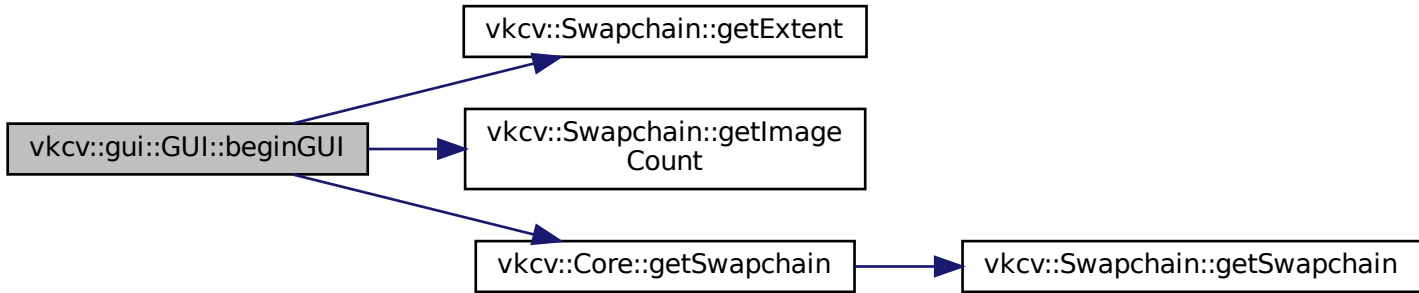 vkcv::Swapchain::getExtent
vkcv::gui::GUI::beginGUI
vkcv::Swapchain::getImage
Count
vkcv::Core::getSwapchain
vkcv::Swapchain::getSwapchain